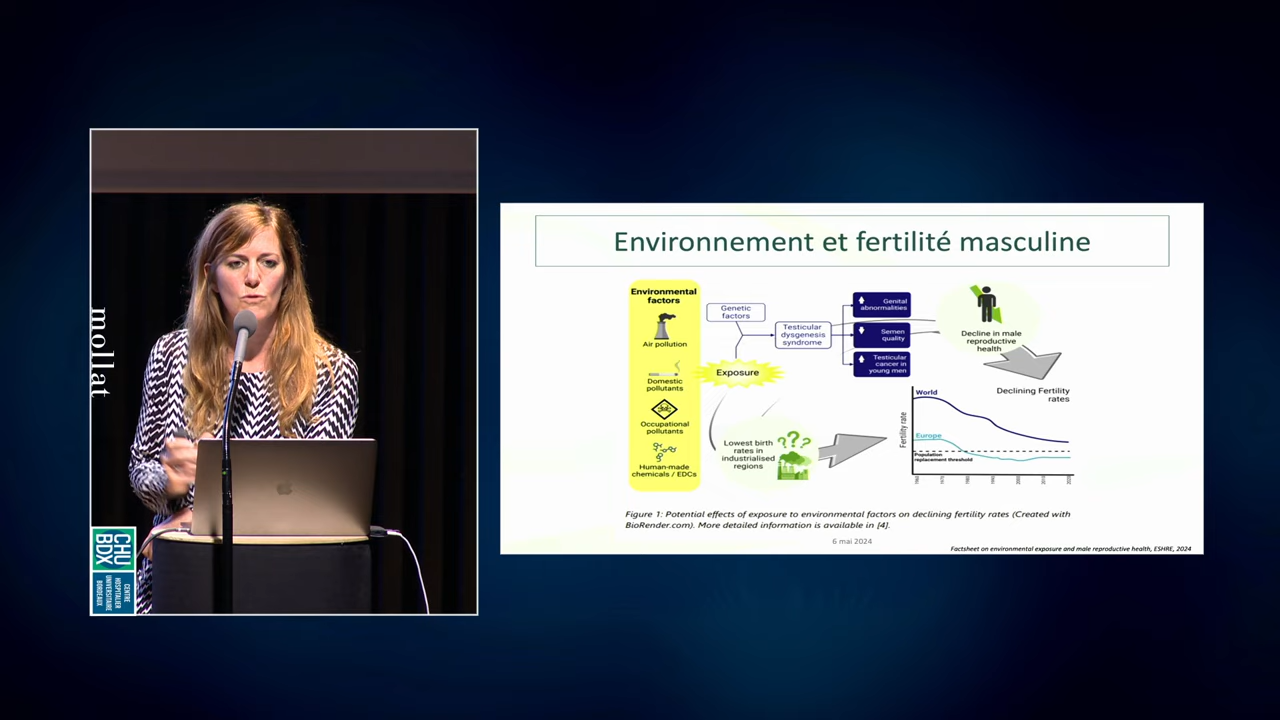 mollat
CHU
BDX
CENTRE
HOSPITALIER
UNIVERSITAIRE
BORDEAUX
Environnement et fertilité masculine
Environmental
factors
Air pollution
Domestic
pollutants
Occupational
pollutants
Human-made
chemicals / EDCs
Genetic
factors
Exposure
Testicular
dysgenesis
syndrome
Genital
abnormalities
Semen
quality
Testicular
cancer in
young men
Decline in male
reproductive
health
Declining Fertility
rates
Lowest birth
rates in
industrialised
regions
???
Fertility rate
World
Europe
Population
replacement threshold
Figure 1: Potential effects of exposure to environmental factors on declining fertility rates (Created with
BioRender.com). More detailed information is available in [4].
6 mai 2024
Factsheet on environmental exposure and male reproductive health, ESHRE, 2024